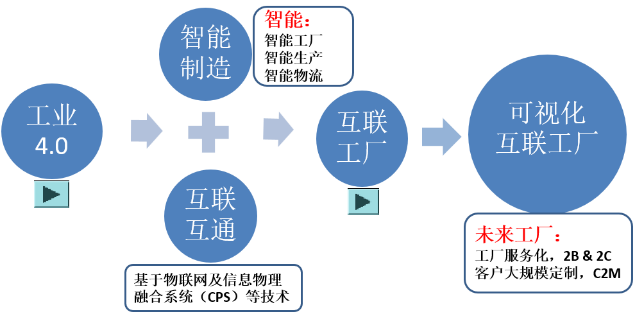 工业
4.0
智能
制造
智能：
智能工厂
智能生产
智能物流
互联
互通
基于物联网及信息物理
融合系统（CPS）等技术
互联
工厂
可视化
互联工厂
未来工厂：
工厂服务化，2B & 2C
客户大规模定制，C2M